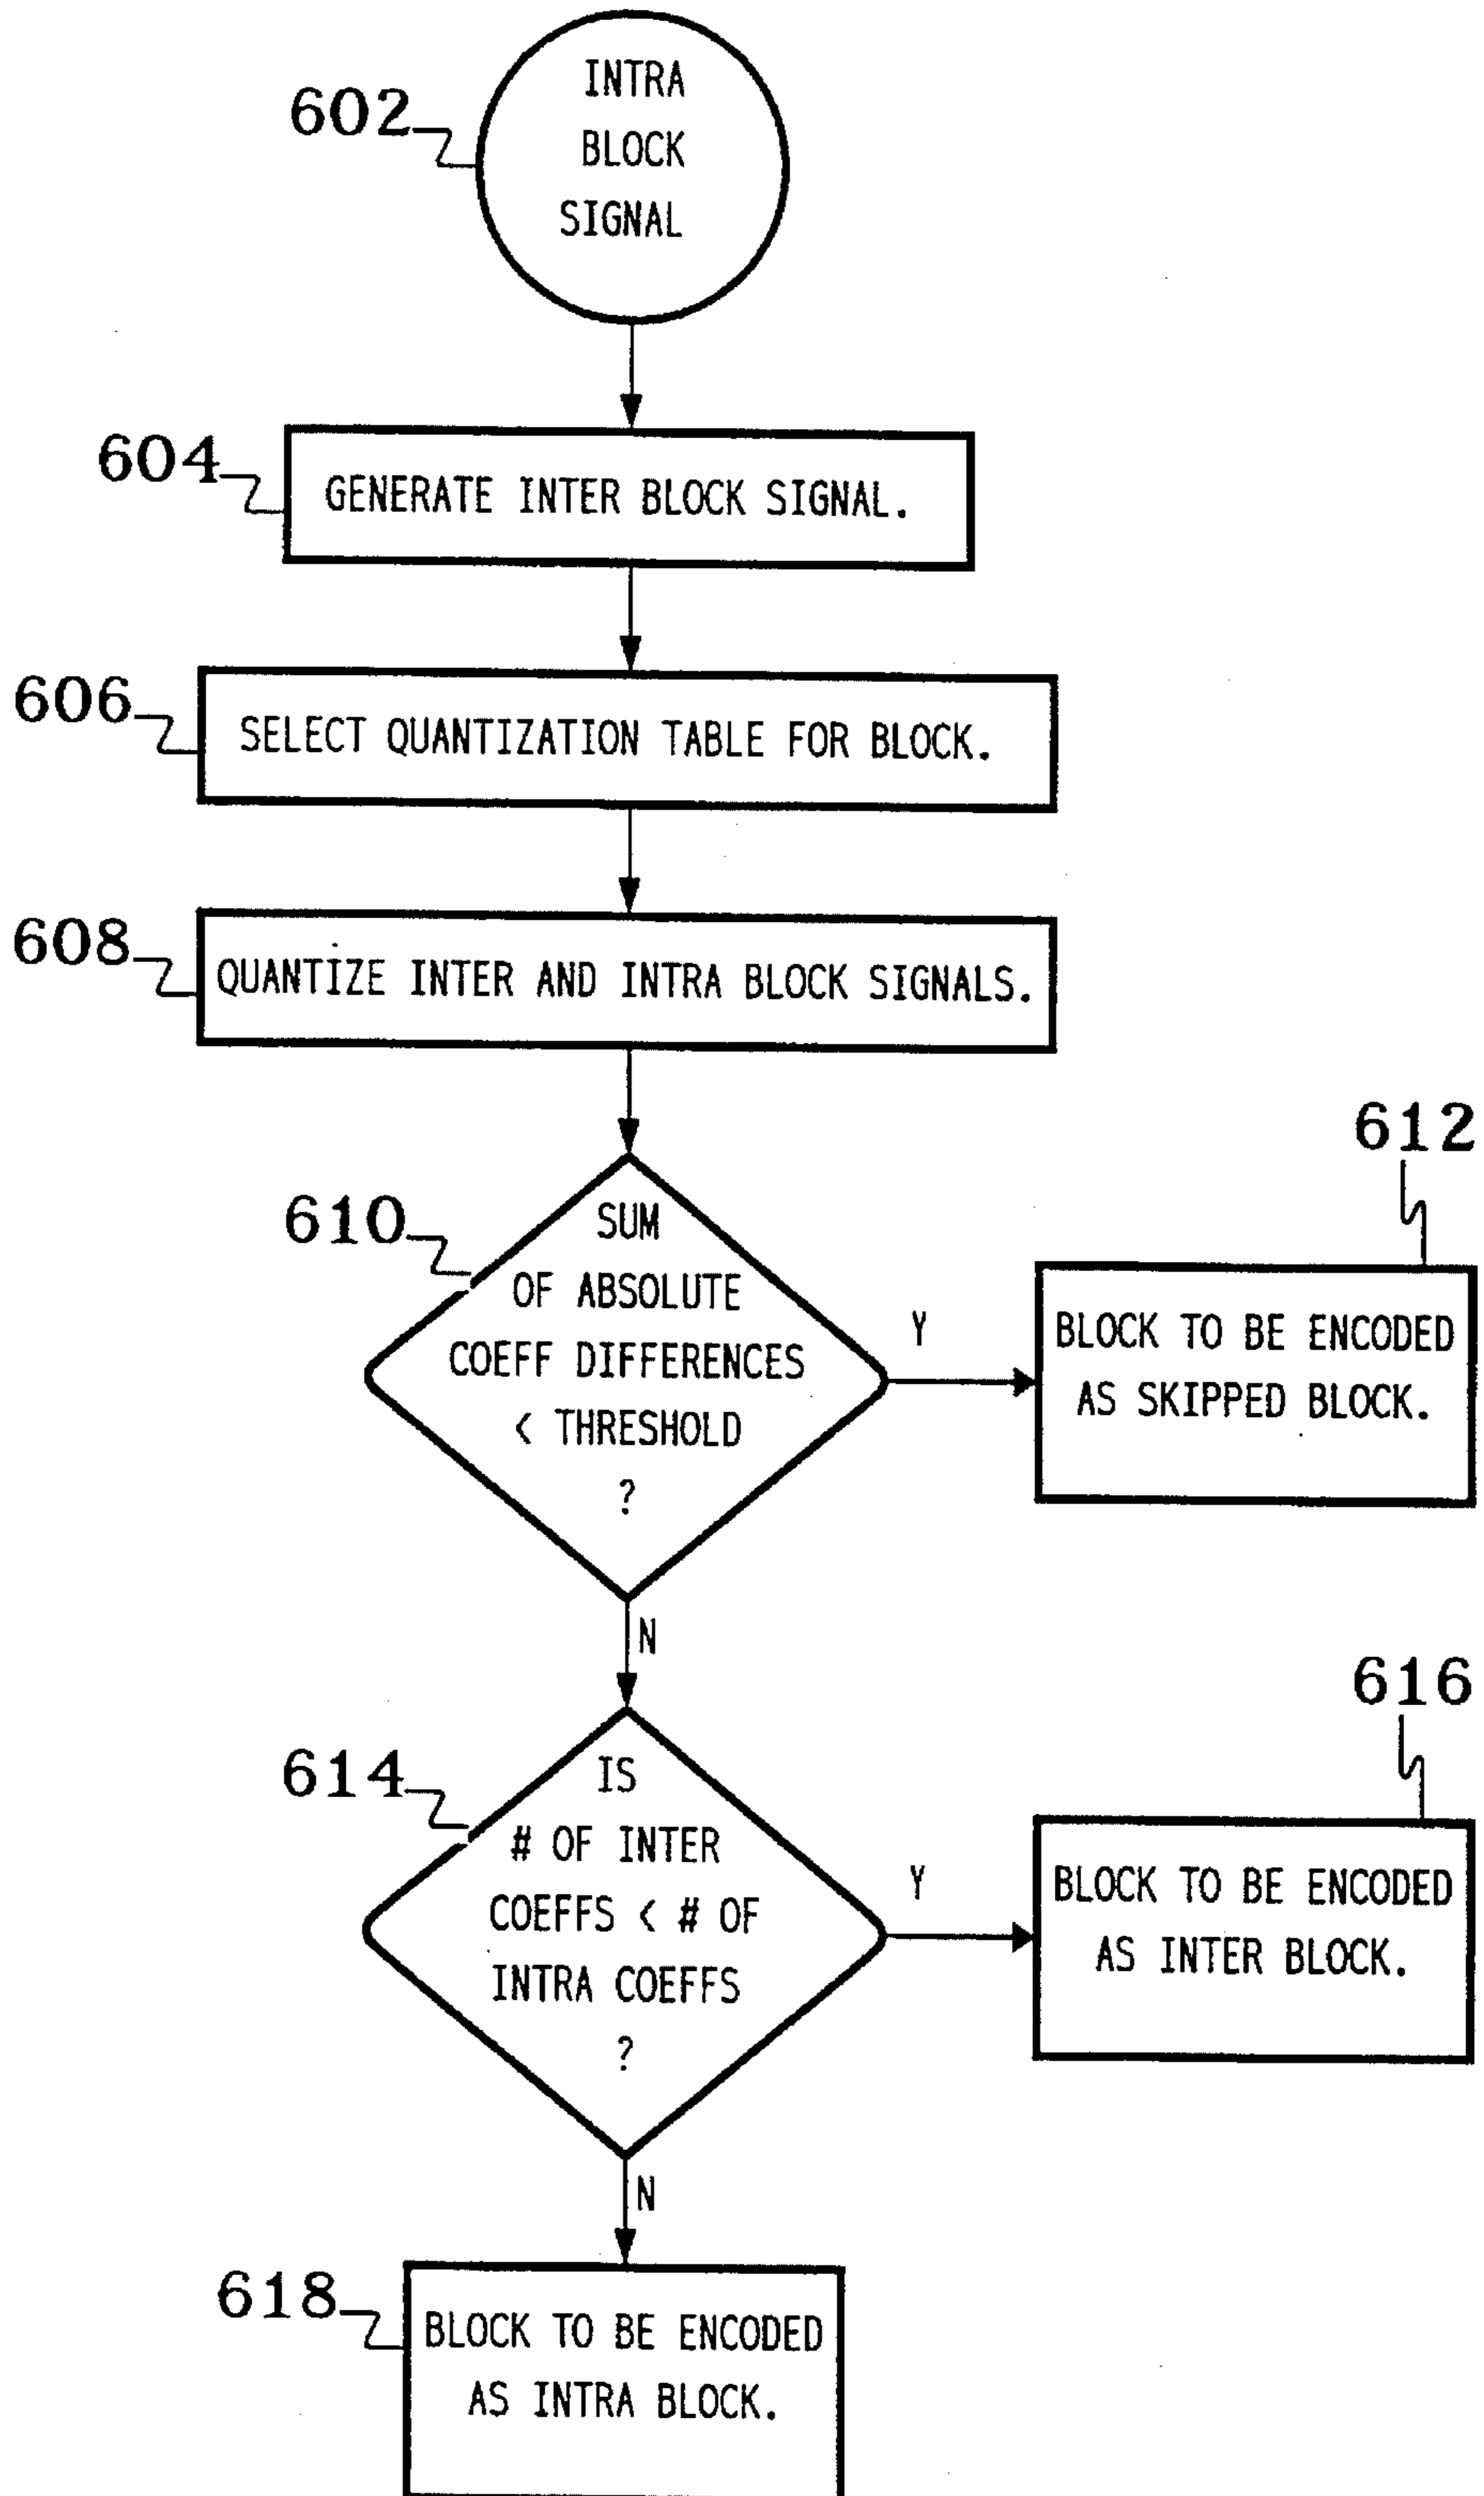 602
INTRA
BLOCK
SIGNAL
604
GENERATE INTER BLOCK SIGNAL.
606
SELECT QUANTIZATION TABLE FOR BLOCK.
608
QUANTIZE INTER AND INTRA BLOCK SIGNALS.
610
SUM
OF ABSOLUTE
COEFF DIFFERENCES
< THRESHOLD
?
Y
612
BLOCK TO BE ENCODED
AS SKIPPED BLOCK.
N
614
IS
# OF INTER
COEFFS < # OF
INTRA COEFFS
?
Y
616
BLOCK TO BE ENCODED
AS INTER BLOCK.
N
618
BLOCK TO BE ENCODED
AS INTRA BLOCK.